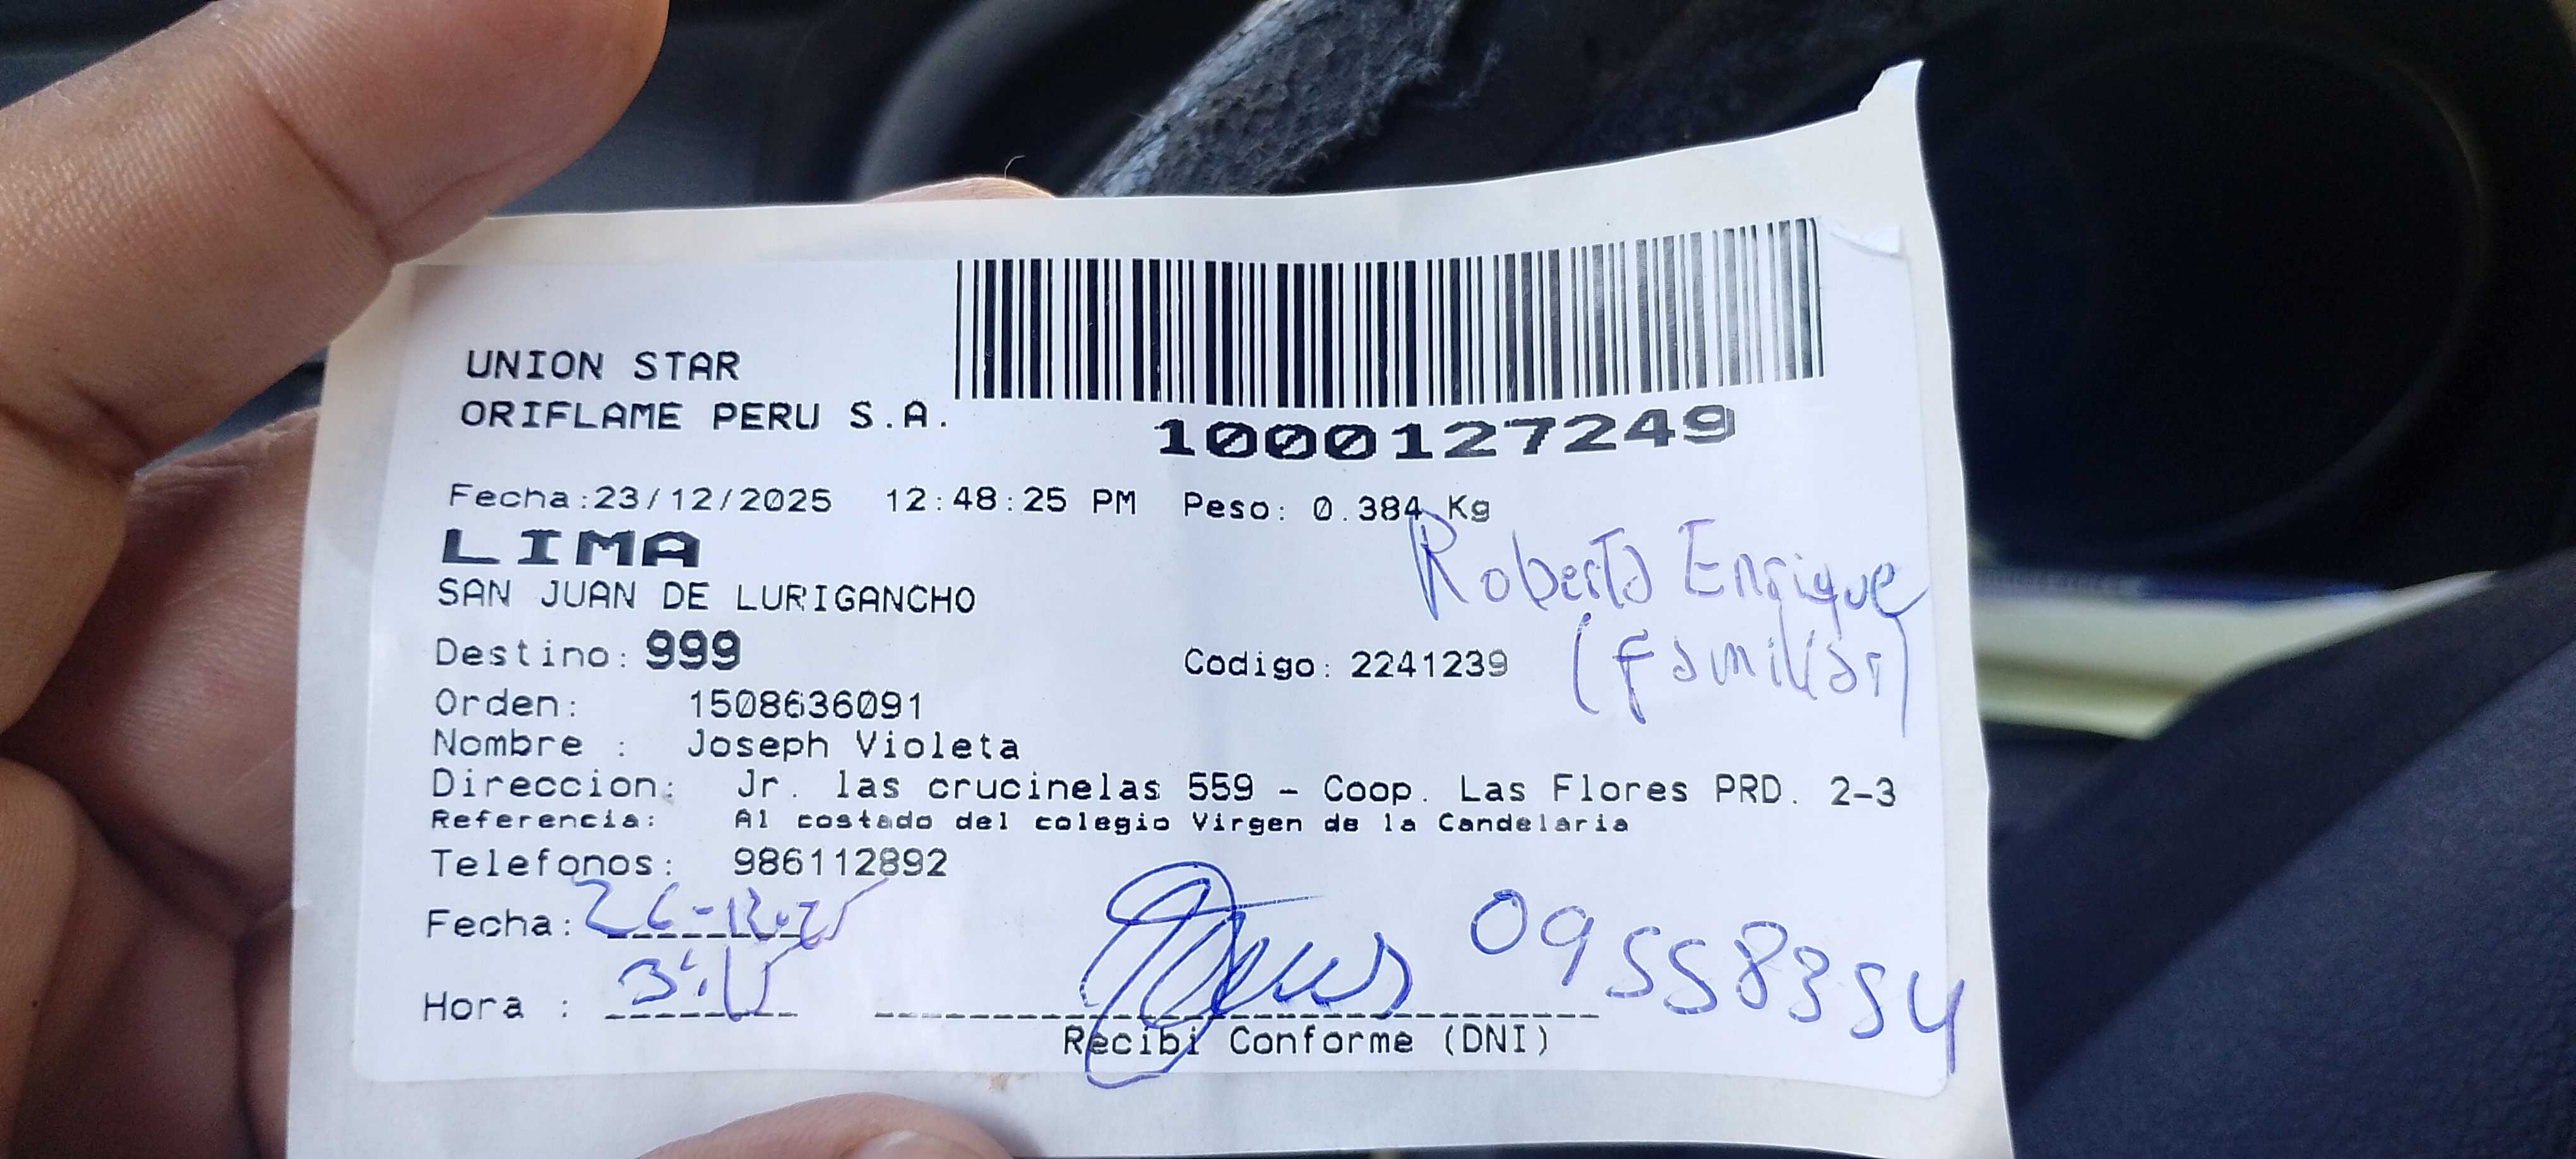 UNION STAR
ORIFLAME PERU S.A.
1000127249
Fecha:23/12/2025 12:48:25 PM Peso: 0.384 Kg
LIMA
Roberto Enrique
SAN JUAN DE LURIGANCHO
(familiar)
Destino: 999 Codigo: 2241239
Orden: 1508636091
Nombre : Joseph Violeta
Direccion: Jr. las crucinelas 559 - Coop. Las Flores PRD. 2-3
Referencia: Al costado del colegio Virgen de la Candelaria
Telefonos: 986112892
Fecha:
09558354
Hora :
Recibi Conforme (DNI)